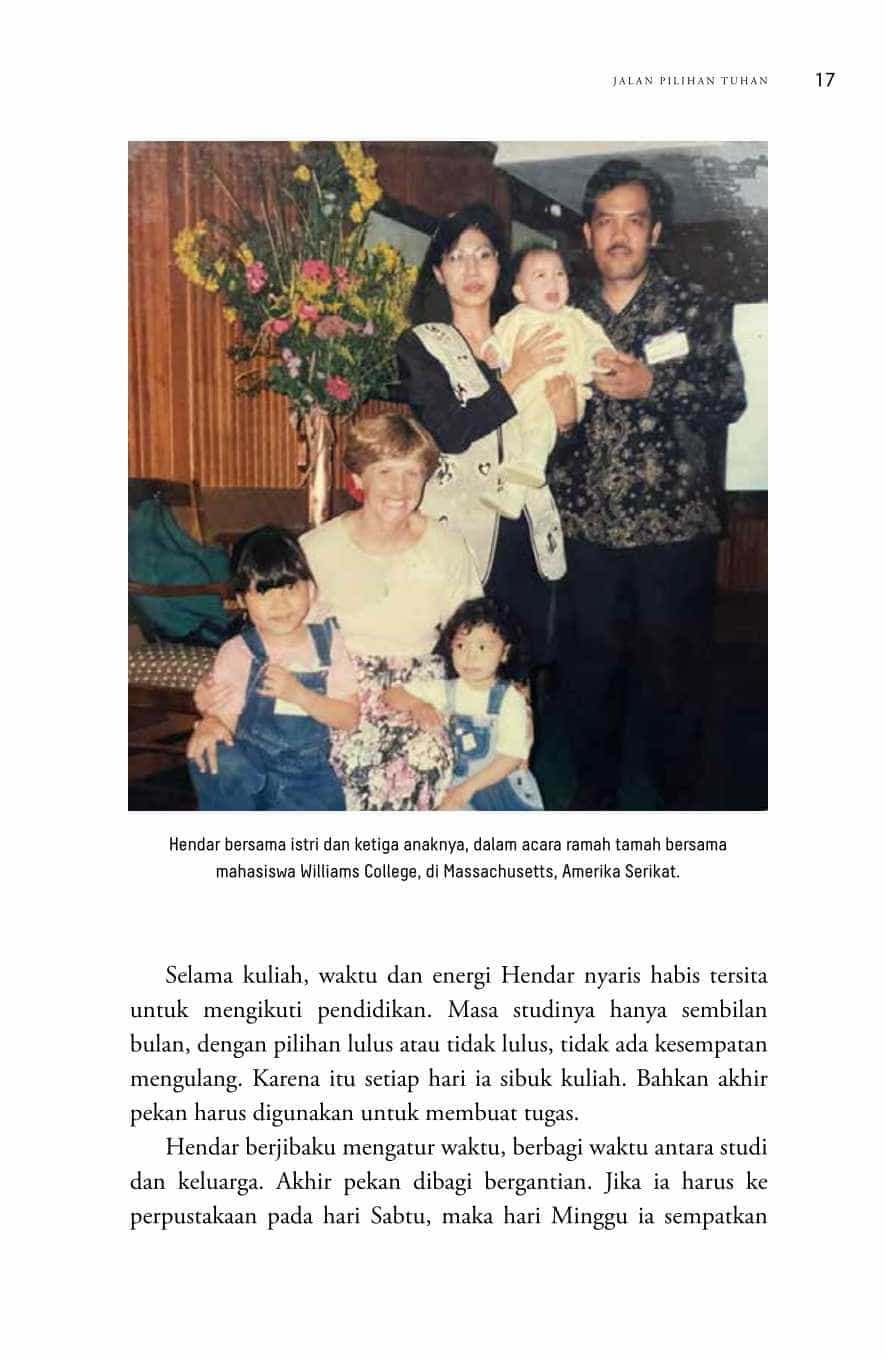 JALAN PILIHAN TUHAN 17
Hendar bersama istri dan ketiga anaknya, dalam acara ramah tamah bersama
mahasiswa Williams College, di Massachusetts, Amerika Serikat.
Selama kuliah, waktu dan energi Hendar nyaris habis tersita
untuk mengikuti pendidikan. Masa studinya hanya sembilan
bulan, dengan pilihan lulus atau tidak lulus, tidak ada kesempatan
mengulang. Karena itu setiap hari ia sibuk kuliah. Bahkan akhir
pekan harus digunakan untuk membuat tugas.
Hendar berjibaku mengatur waktu, berbagi waktu antara studi
dan keluarga. Akhir pekan dibagi bergantian. Jika ia harus ke
perpustakaan pada hari Sabtu, maka hari Minggu ia sempatkan